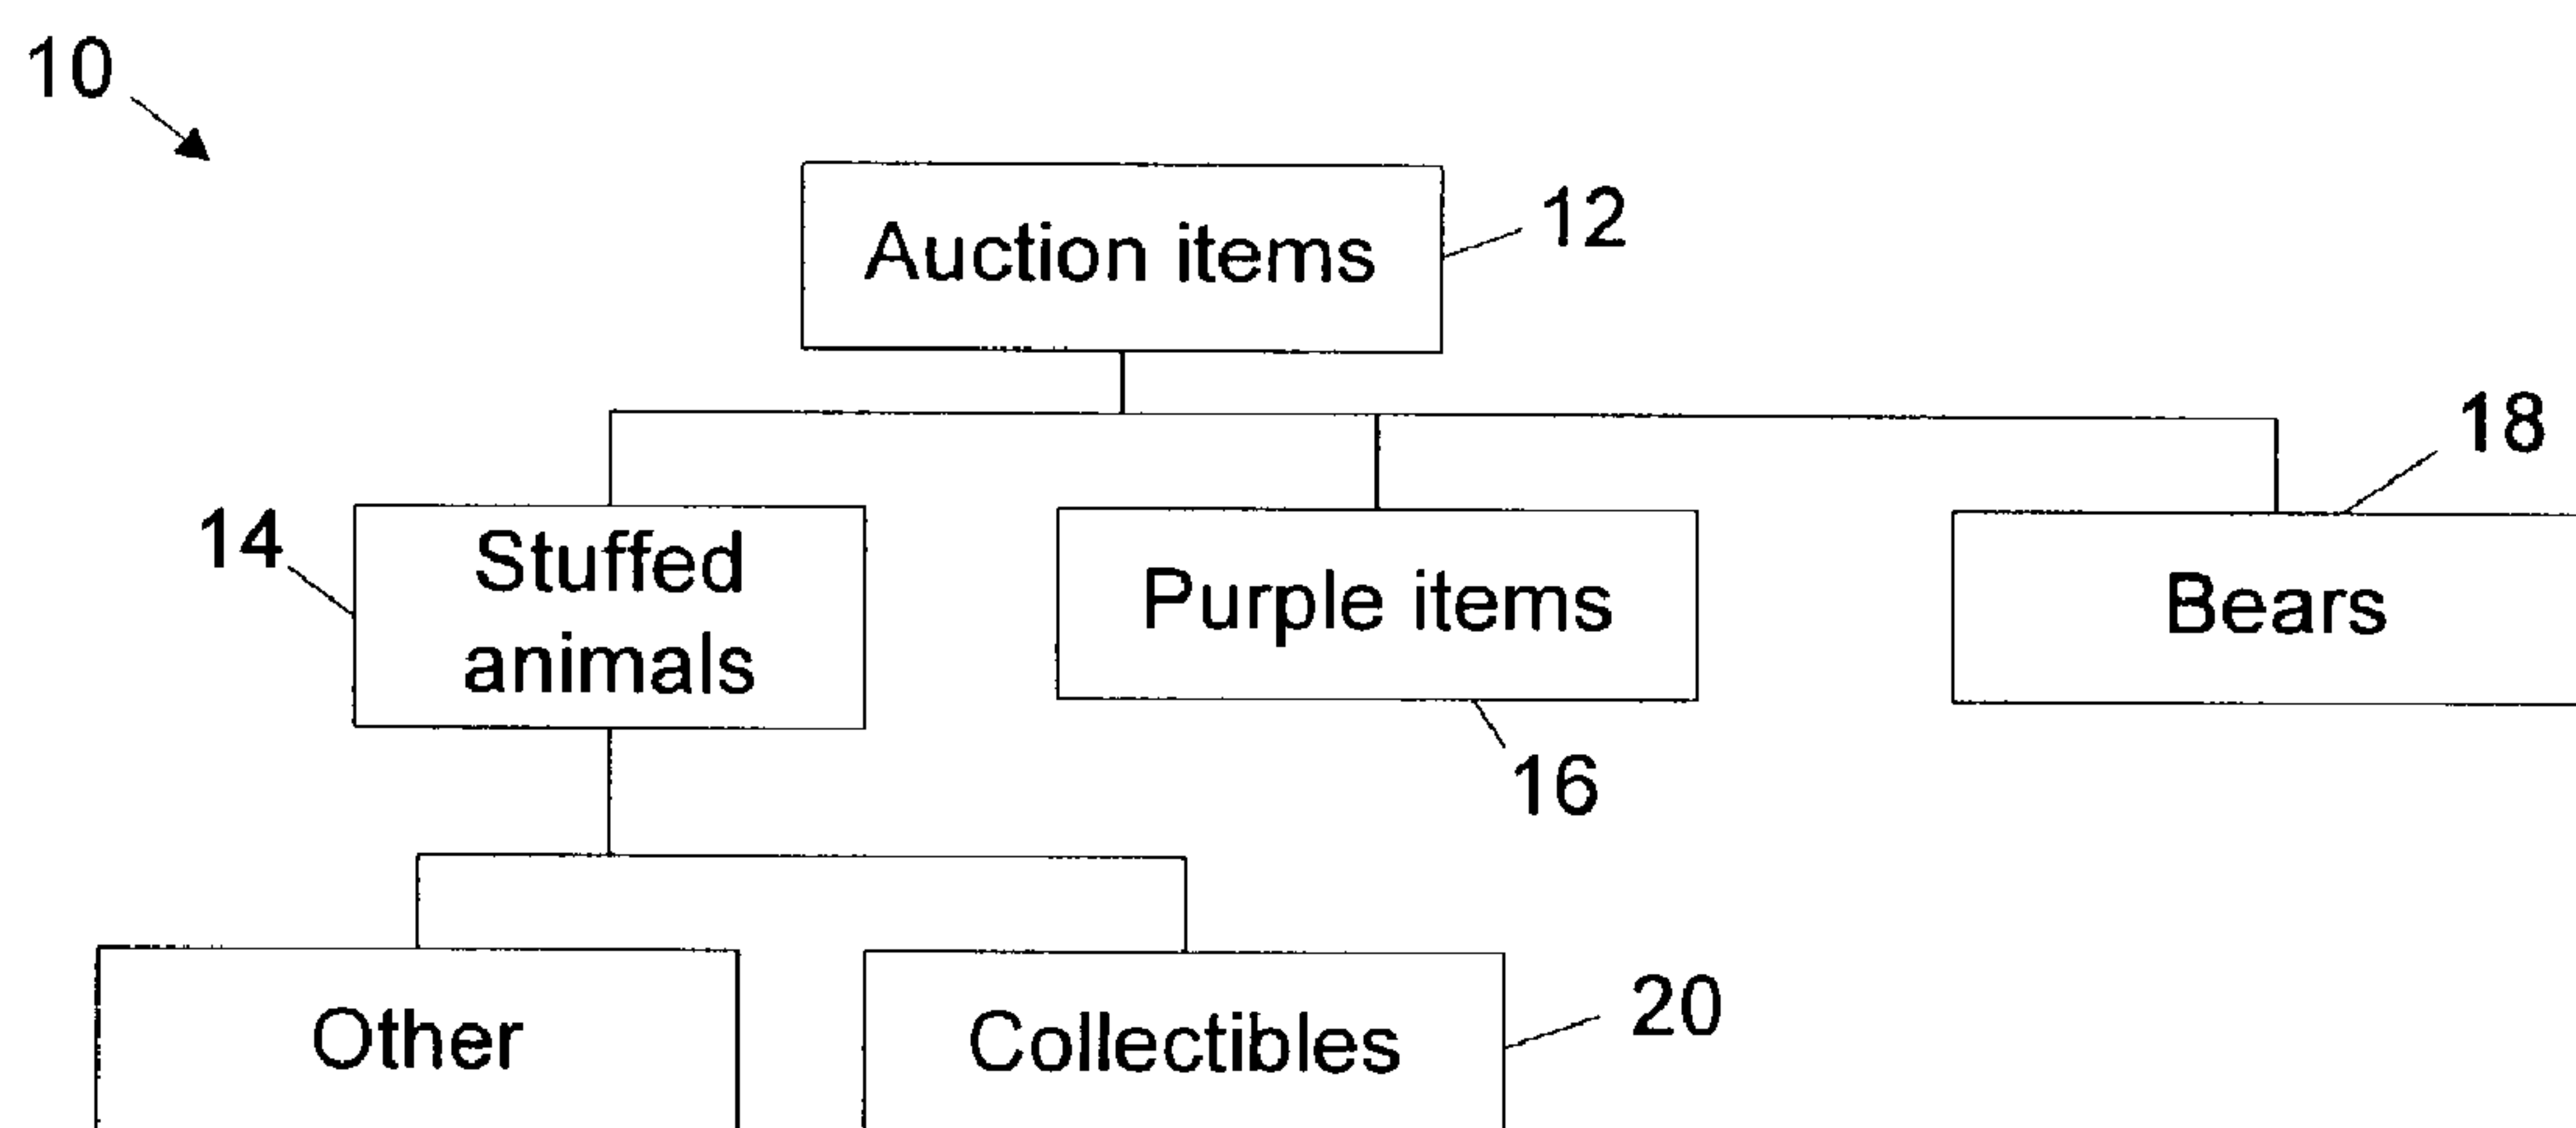 10
Auction items
12
18
14
Stuffed
animals
Purple items
Bears
16
Other
Collectibles
20